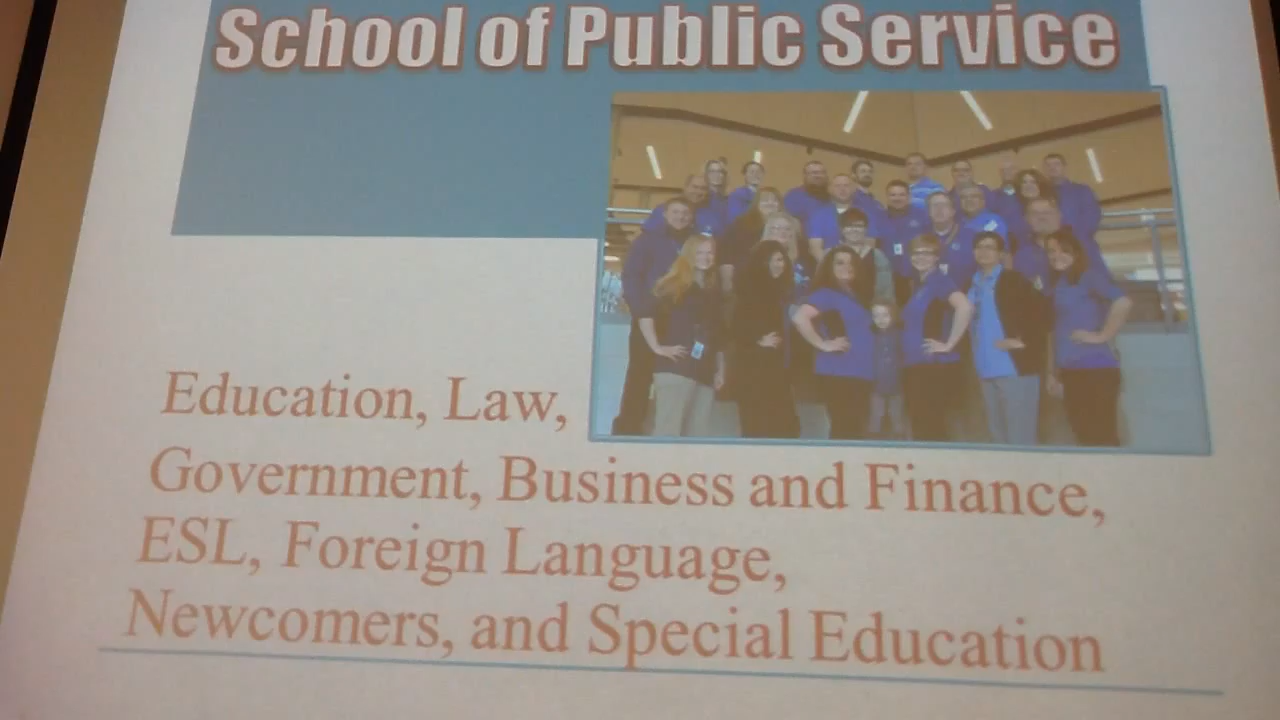 School of Public Service
Education, Law,
Government, Business and Finance,
ESL, Foreign Language,
Newcomers, and Special Education